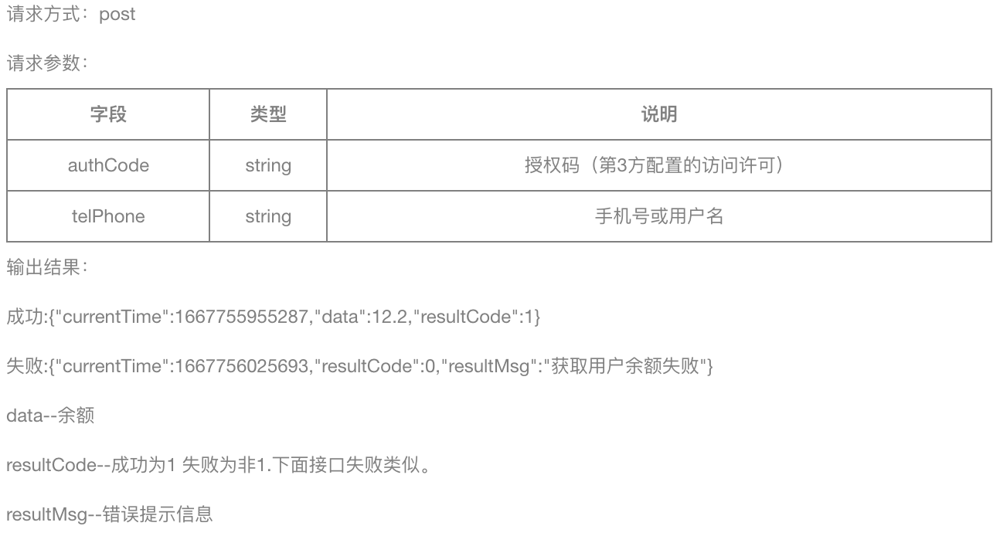 请求方式：post
请求参数：
字段 类型 说明
authCode string 授权码（第3方配置的访问许可）
telPhone string 手机号或用户名
输出结果：
成功:{"currentTime":1667755955287,"data":12.2,"resultCode":1}
失败:{"currentTime":1667756025693,"resultCode":0,"resultMsg":"获取用户余额失败"}
data--余额
resultCode--成功为1 失败为非1.下面接口失败类似。
resultMsg--错误提示信息